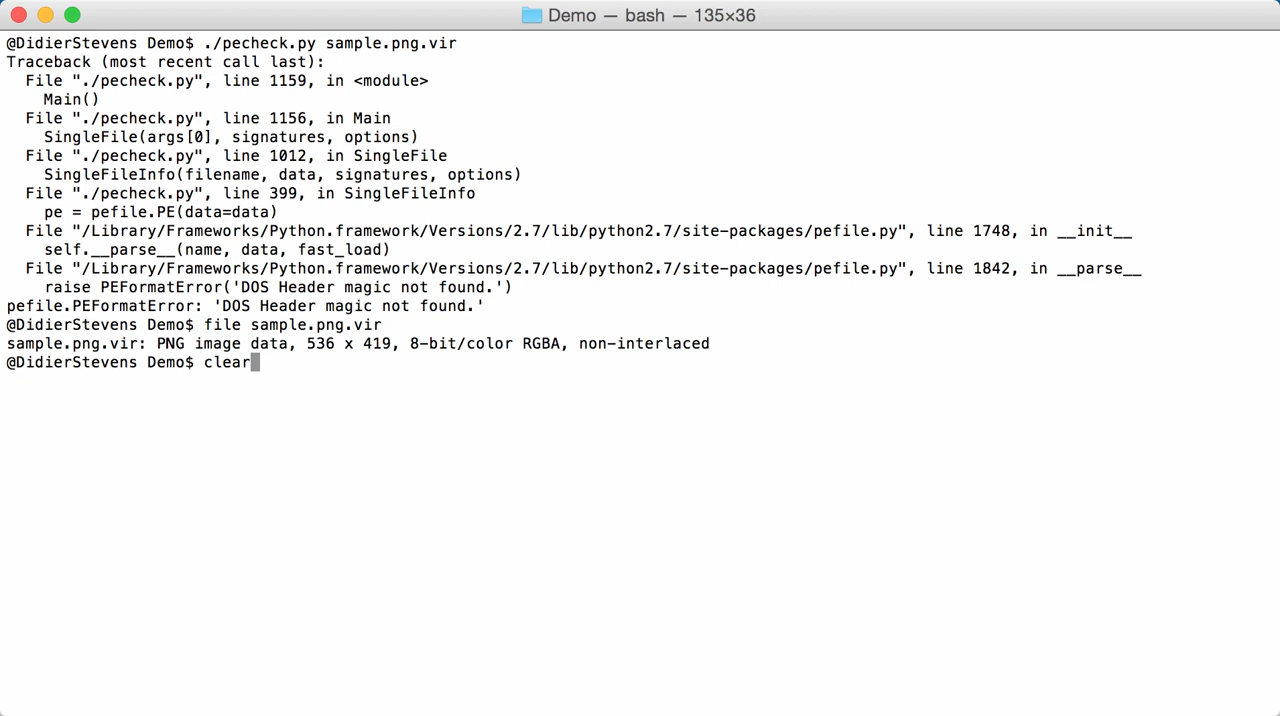 Demo — bash — 135×36
@DidierStevens Demo$ ./pecheck.py sample.png.vir
Traceback (most recent call last):
  File "./pecheck.py", line 1159, in <module>
    Main()
  File "./pecheck.py", line 1156, in Main
    SingleFile(args[0], signatures, options)
  File "./pecheck.py", line 1012, in SingleFile
    SingleFileInfo(filename, data, signatures, options)
  File "./pecheck.py", line 399, in SingleFileInfo
    pe = pefile.PE(data=data)
  File "/Library/Frameworks/Python.framework/Versions/2.7/lib/python2.7/site-packages/pefile.py", line 1748, in __init__
    self.__parse__(name, data, fast_load)
  File "/Library/Frameworks/Python.framework/Versions/2.7/lib/python2.7/site-packages/pefile.py", line 1842, in __parse__
    raise PEFormatError('DOS Header magic not found.')
pefile.PEFormatError: 'DOS Header magic not found.'
@DidierStevens Demo$ file sample.png.vir
sample.png.vir: PNG image data, 536 x 419, 8-bit/color RGBA, non-interlaced
@DidierStevens Demo$ clear